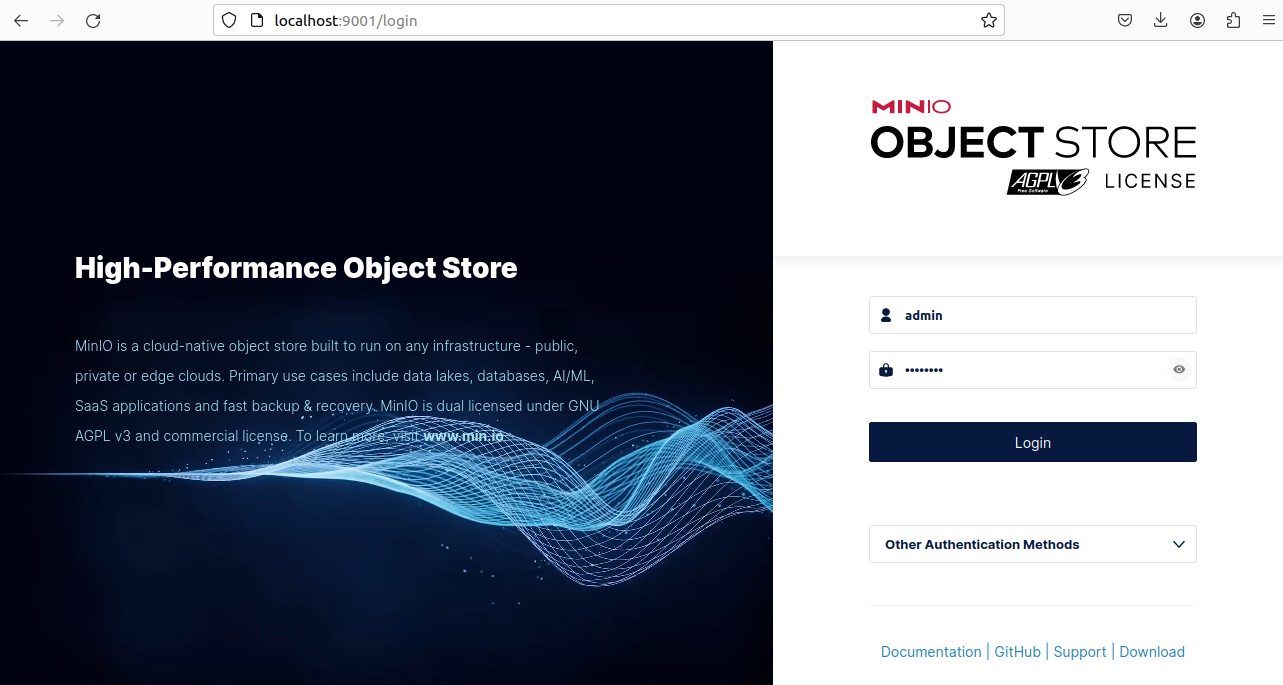 localhost:9001/login
MINIO
OBJECT STORE
AGPL v3 LICENSE
Free Software
High-Performance Object Store
MinIO is a cloud-native object store built to run on any infrastructure - public,
private or edge clouds. Primary use cases include data lakes, databases, AI/ML,
SaaS applications and fast backup & recovery. MinIO is dual licensed under GNU
AGPL v3 and commercial license. To learn more, visit www.min.io
admin
••••••••
Login
Other Authentication Methods
Documentation | GitHub | Support | Download